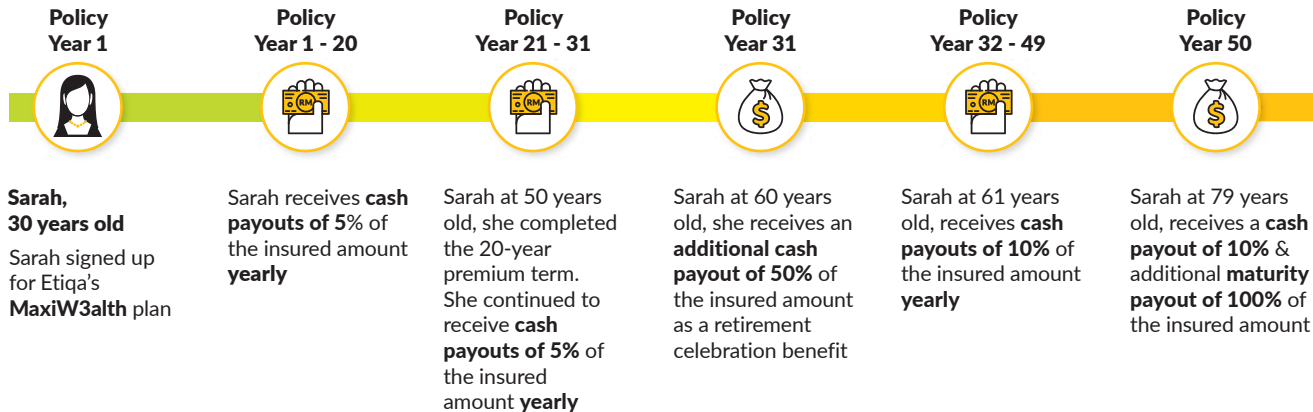 Policy
Year 1
Policy
Year 1 - 20
Policy
Year 21 - 31
Policy
Year 31
Policy
Year 32 - 49
Policy
Year 50
RM
RM
$
RM
$
Sarah,
30 years old
Sarah signed up
for Etiqa's
MaxiW3alth plan
Sarah receives cash
payouts of 5% of
the insured amount
yearly
Sarah at 50 years
old, she completed
the 20-year
premium term.
She continued to
receive cash
payouts of 5% of
the insured
amount yearly
Sarah at 60 years
old, she receives an
additional cash
payout of 50% of
the insured amount
as a retirement
celebration benefit
Sarah at 61 years
old, receives cash
payouts of 10% of
the insured amount
yearly
Sarah at 79 years
old, receives a cash
payout of 10% &
additional maturity
payout of 100% of
the insured amount